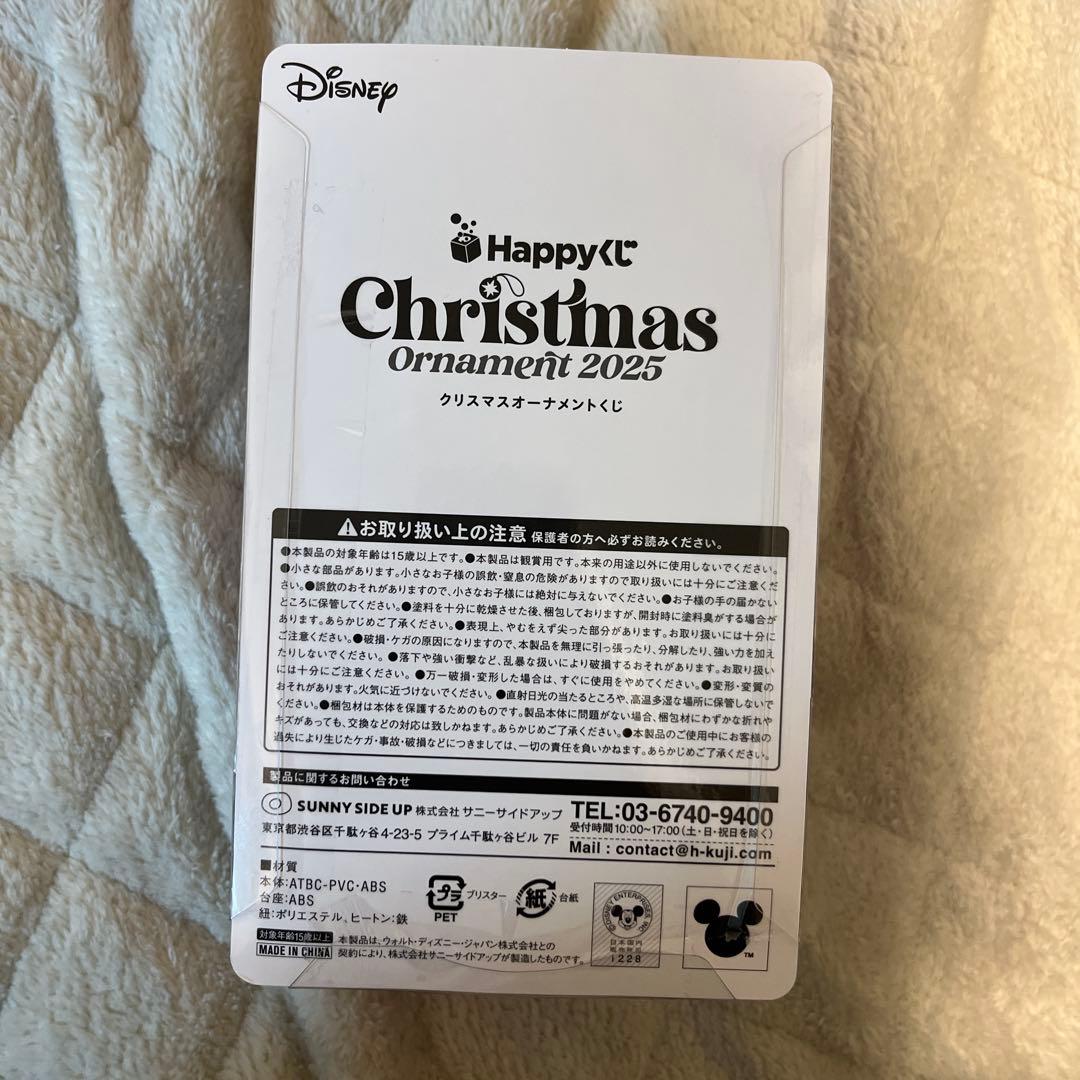 Disney
Happyくじ
Christmas
Ornament 2025
クリスマスオーナメントくじ
⚠お取り扱い上の注意 保護者の方へ必ずお読みください。
●本製品の対象年齢は15歳以上です。●本製品は観賞用です。本来の用途以外に使用しないでください。
●小さな部品があります。小さなお子様の誤飲・窒息の危険がありますので取り扱いには十分にご注意くだ
さい。●誤飲のおそれがありますので、小さなお子様には絶対に与えないでください。●お子様の手の届かない
ところに保管してください。●塗料を十分に乾燥させた後、梱包しておりますが、開封時に塗料臭がする場合が
あります。あらかじめご了承ください。●表現上、やむをえず尖った部分があります。お取り扱いには十分に
ご注意ください。●破損・ケガの原因になりますので、本製品を無理に引っ張ったり、分解したり、強い力を加え
たりしないでください。●落下や強い衝撃など、乱暴な扱いにより破損するおそれがあります。お取り扱い
には十分にご注意ください。●万一破損・変形した場合は、すぐに使用をやめてください。●変形・変質の
おそれがあります。火気に近づけないでください。●直射日光の当たるところや、高温多湿な場所に保管しないで
ください。●梱包材は本体を保護するためのものです。製品本体に問題がない場合、梱包材にわずかな折れや
キズがあっても、交換などの対応は致しかねます。あらかじめご了承ください。●本製品のご使用中にお客様の
過失により生じたケガ・事故・破損などにつきましては、一切の責任を負いかねます。あらかじめご了承ください。
製品に関するお問い合わせ
SUNNY SIDE UP 株式会社 サニーサイドアップ
東京都渋谷区千駄ヶ谷4-23-5 プライム千駄ヶ谷ビル 7F
TEL:03-6740-9400
受付時間10:00~17:00(土・日・祝日を除く)
Mail : contact@h-kuji.com
■材質
本体:ATBC-PVC・ABS
台座:ABS
紐:ポリエステル、ヒートン:鉄
プラ ブリスター
PET
紙 台紙
©DISNEY ENTERPRISES, INC.
日本国内
i228
TM
対象年齢15歳以上
MADE IN CHINA
本製品は、ウォルト・ディズニー・ジャパン株式会社との
契約により、株式会社サニーサイドアップが製造したものです。